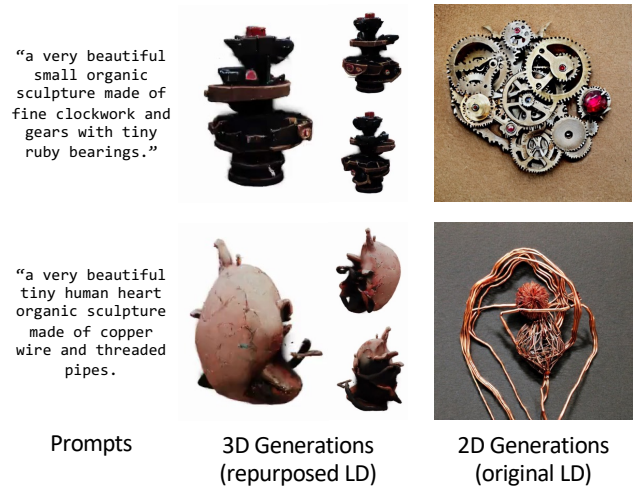 “a very beautiful
small organic
sculpture made of
fine clockwork and
gears with tiny
ruby bearings.”
“a very beautiful
tiny human heart
organic sculpture
made of copper
wire and threaded
pipes.
Prompts
3D Generations
(repurposed LD)
2D Generations
(original LD)